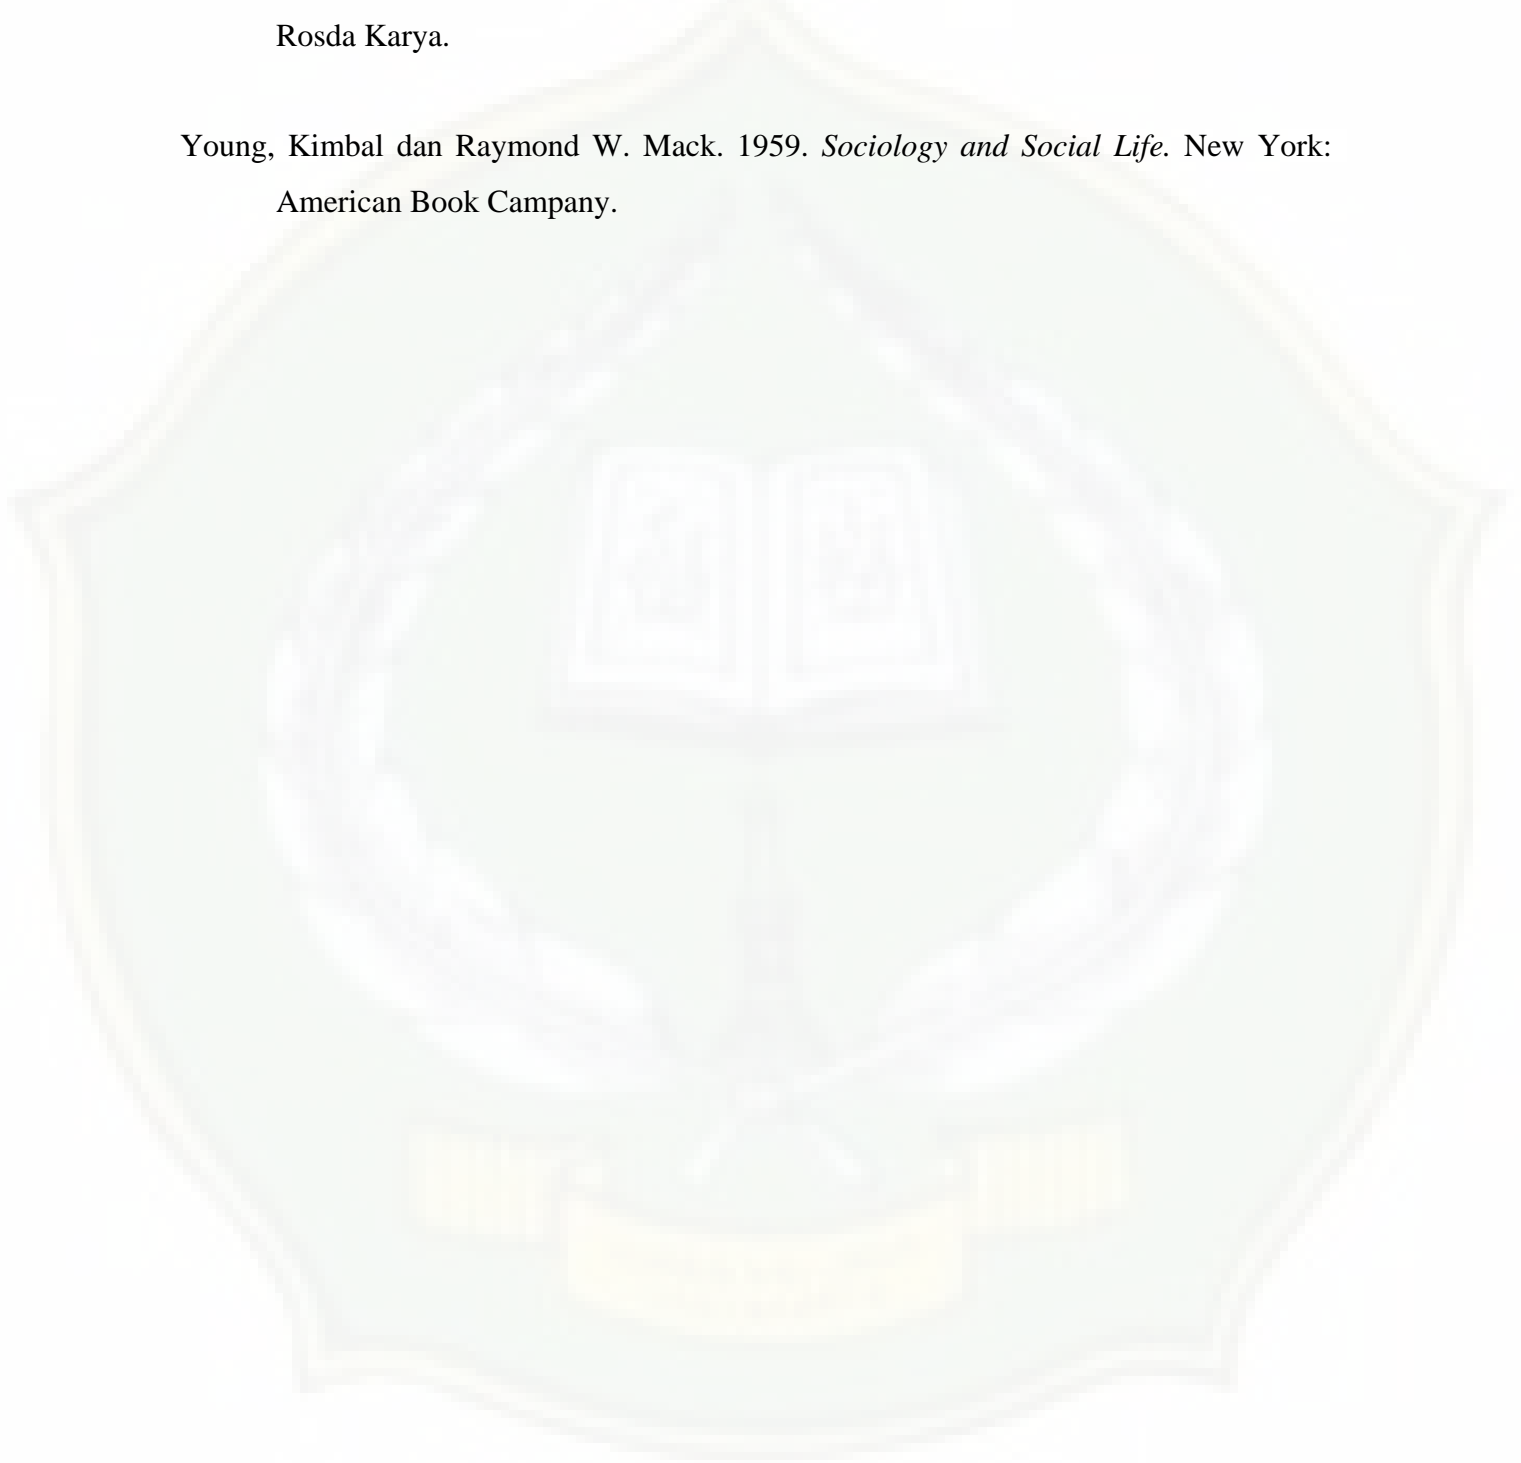 Rosda Karya.
Young, Kimbal dan Raymond W. Mack. 1959. Sociology and Social Life. New York:
American Book Campany.